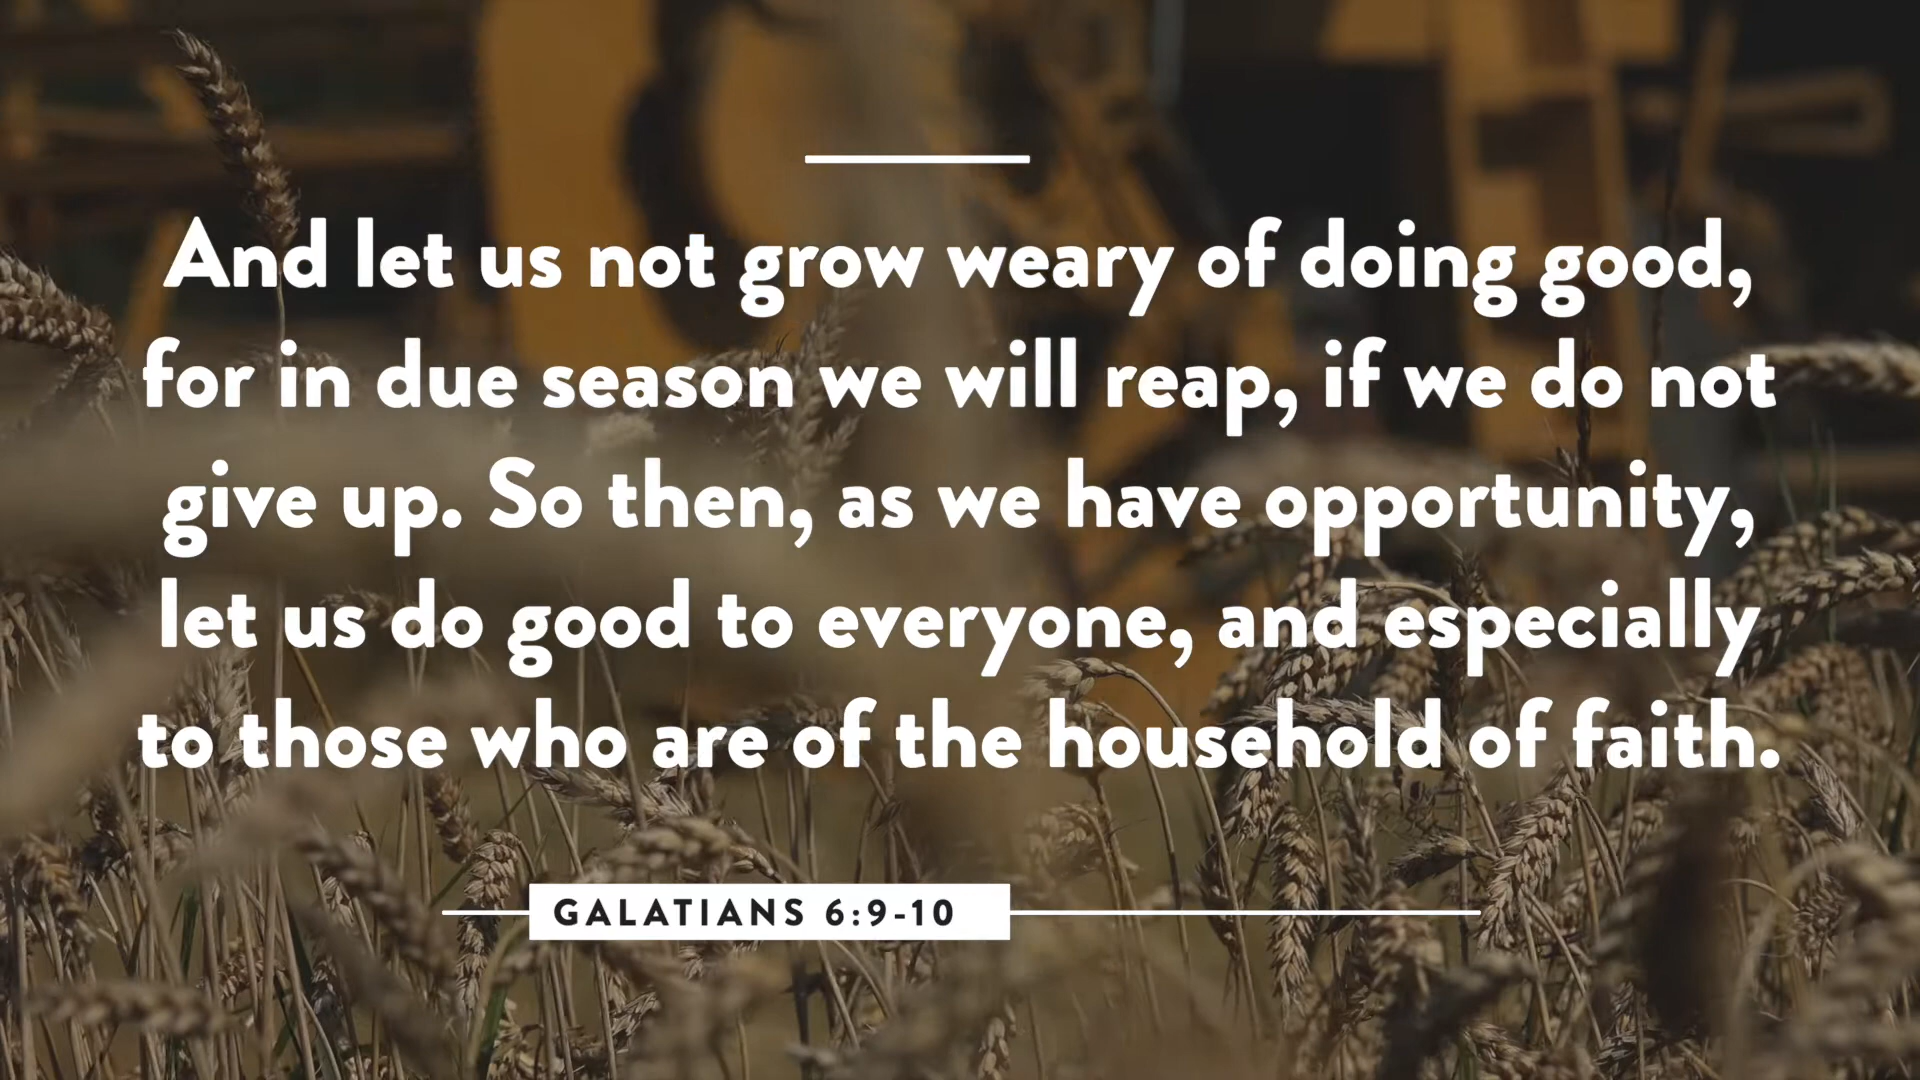 And let us not grow weary of doing good,
for in due season we will reap, if we do not
give up. So then, as we have opportunity,
let us do good to everyone, and especially
to those who are of the household of faith.
GALATIANS 6:9-10